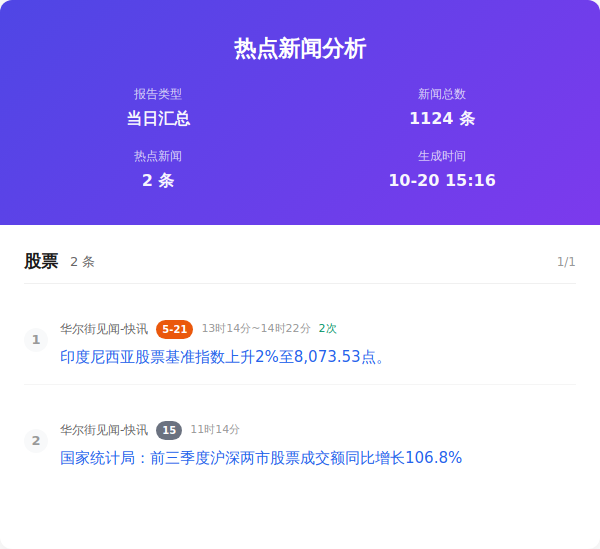 热点新闻分析
报告类型
新闻总数
当日汇总
1124 条
热点新闻
生成时间
2 条
10-20 15:16
股票 2 条 1/1
1
华尔街见闻-快讯 5-21 13时14分~14时22分 2次
印度尼西亚股票基准指数上升2%至8,073.53点。
2
华尔街见闻-快讯 15 11时14分
国家统计局：前三季度沪深两市股票成交额同比增长106.8%